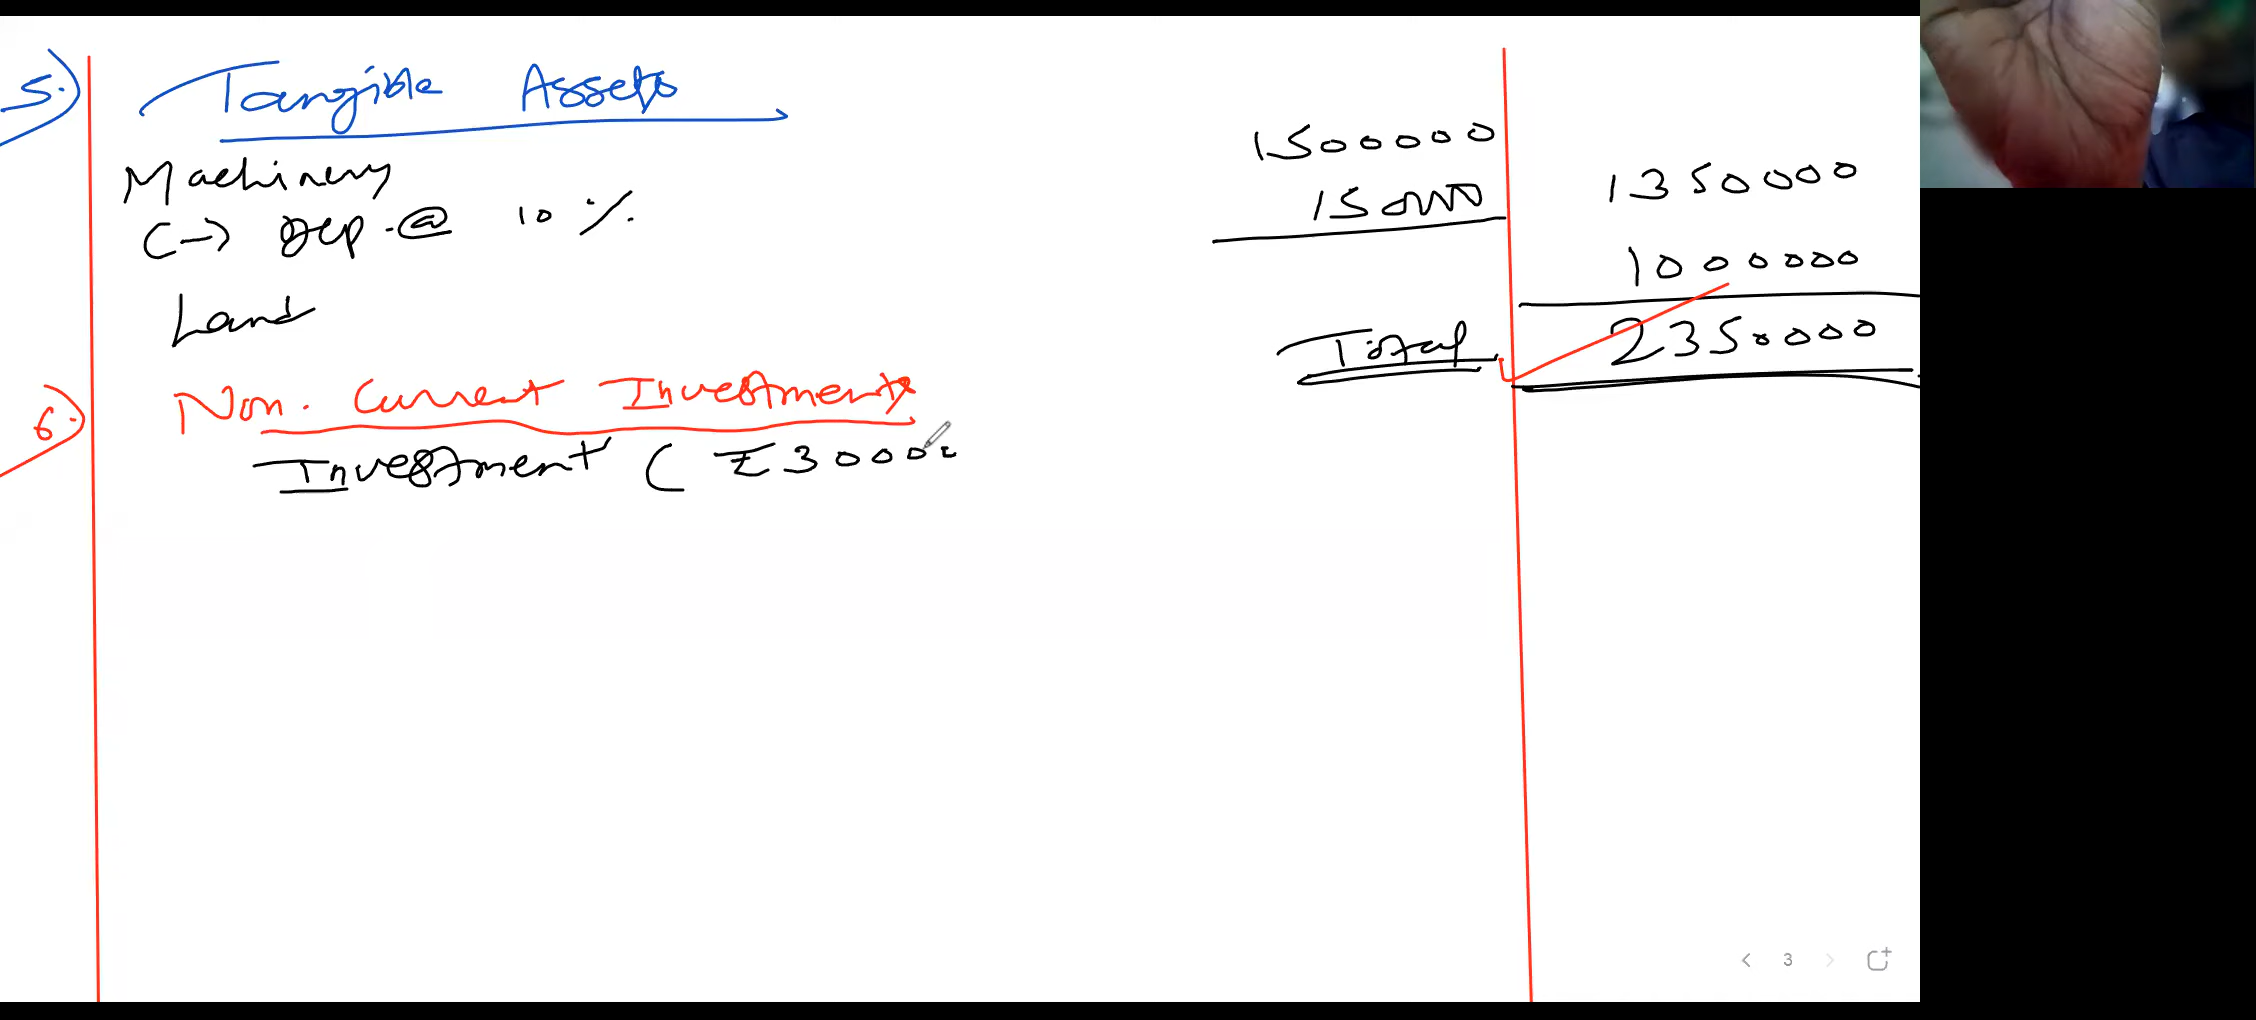 5.) Tangible Assets
Machinery 1500000
(-) Dep. @ 10 % 150000 1350000
Land 1000000
Total 2350000
6.) Non. Current Investments
Investment ( ₹30000
3